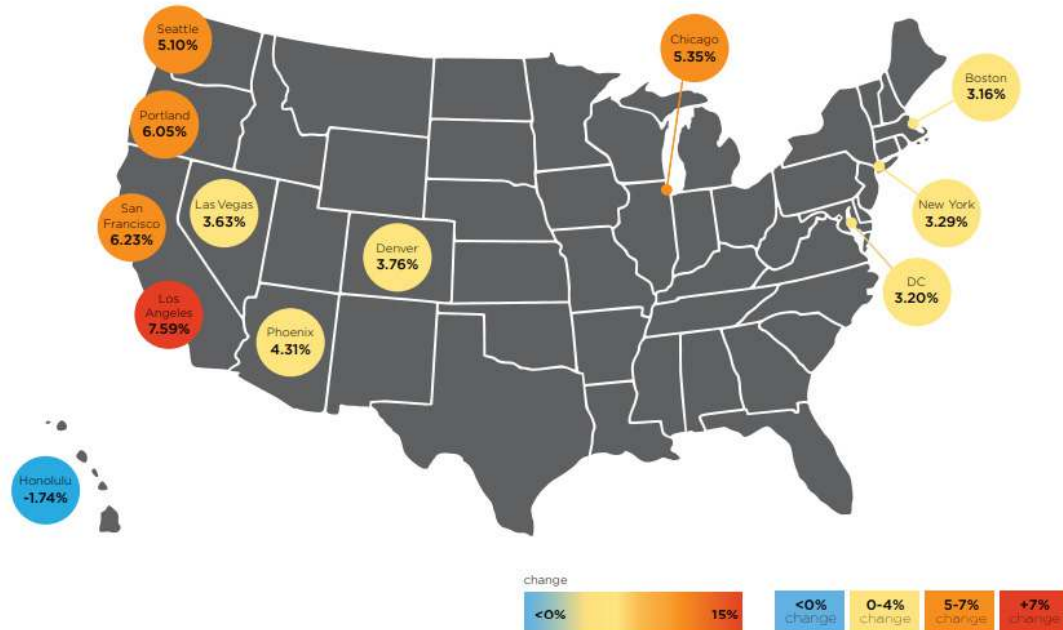 Seattle
5.10%
Chicago
5.35%
Boston
3.16%
Portland
6.05%
San
Francisco
6.23%
Las Vegas
3.63%
Denver
3.76%
New York
3.29%
DC
3.20%
Los
Angeles
7.59%
Phoenix
4.31%
Honolulu
-1.74%
change
<0%
15%
<0%
change
0-4%
change
5-7%
change
+7%
change